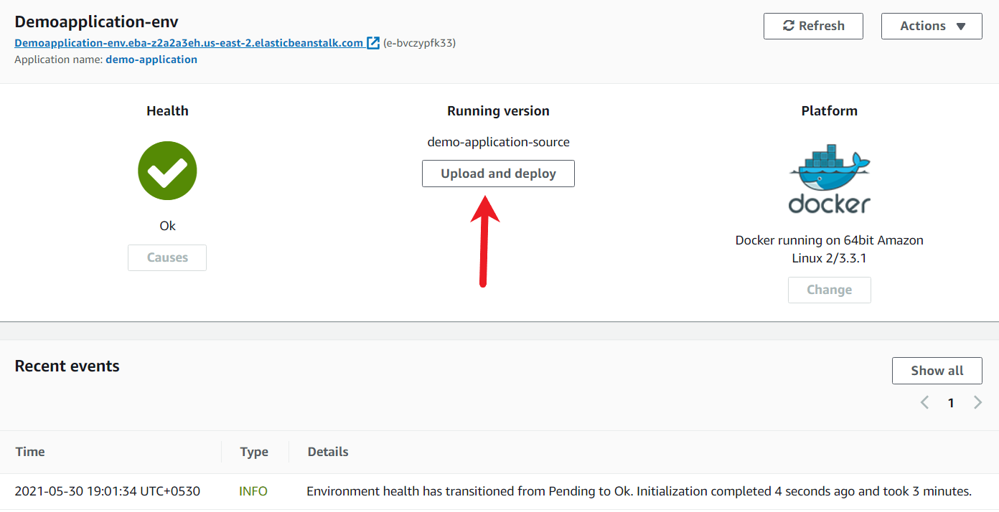 Demoapplication-env
Refresh
Actions
Demoapplication-env.eba-z2a2a3eh.us-east-2.elasticbeanstalk.com (e-bvczypfk33)
Application name: demo-application
Health
Running version
Platform
demo-application-source
Upload and deploy
docker
Ok
Docker running on 64bit Amazon
Linux 2/3.3.1
Causes
Change
Recent events
Show all
1
Time Type Details
2021-05-30 19:01:34 UTC+0530 INFO Environment health has transitioned from Pending to Ok. Initialization completed 4 seconds ago and took 3 minutes.